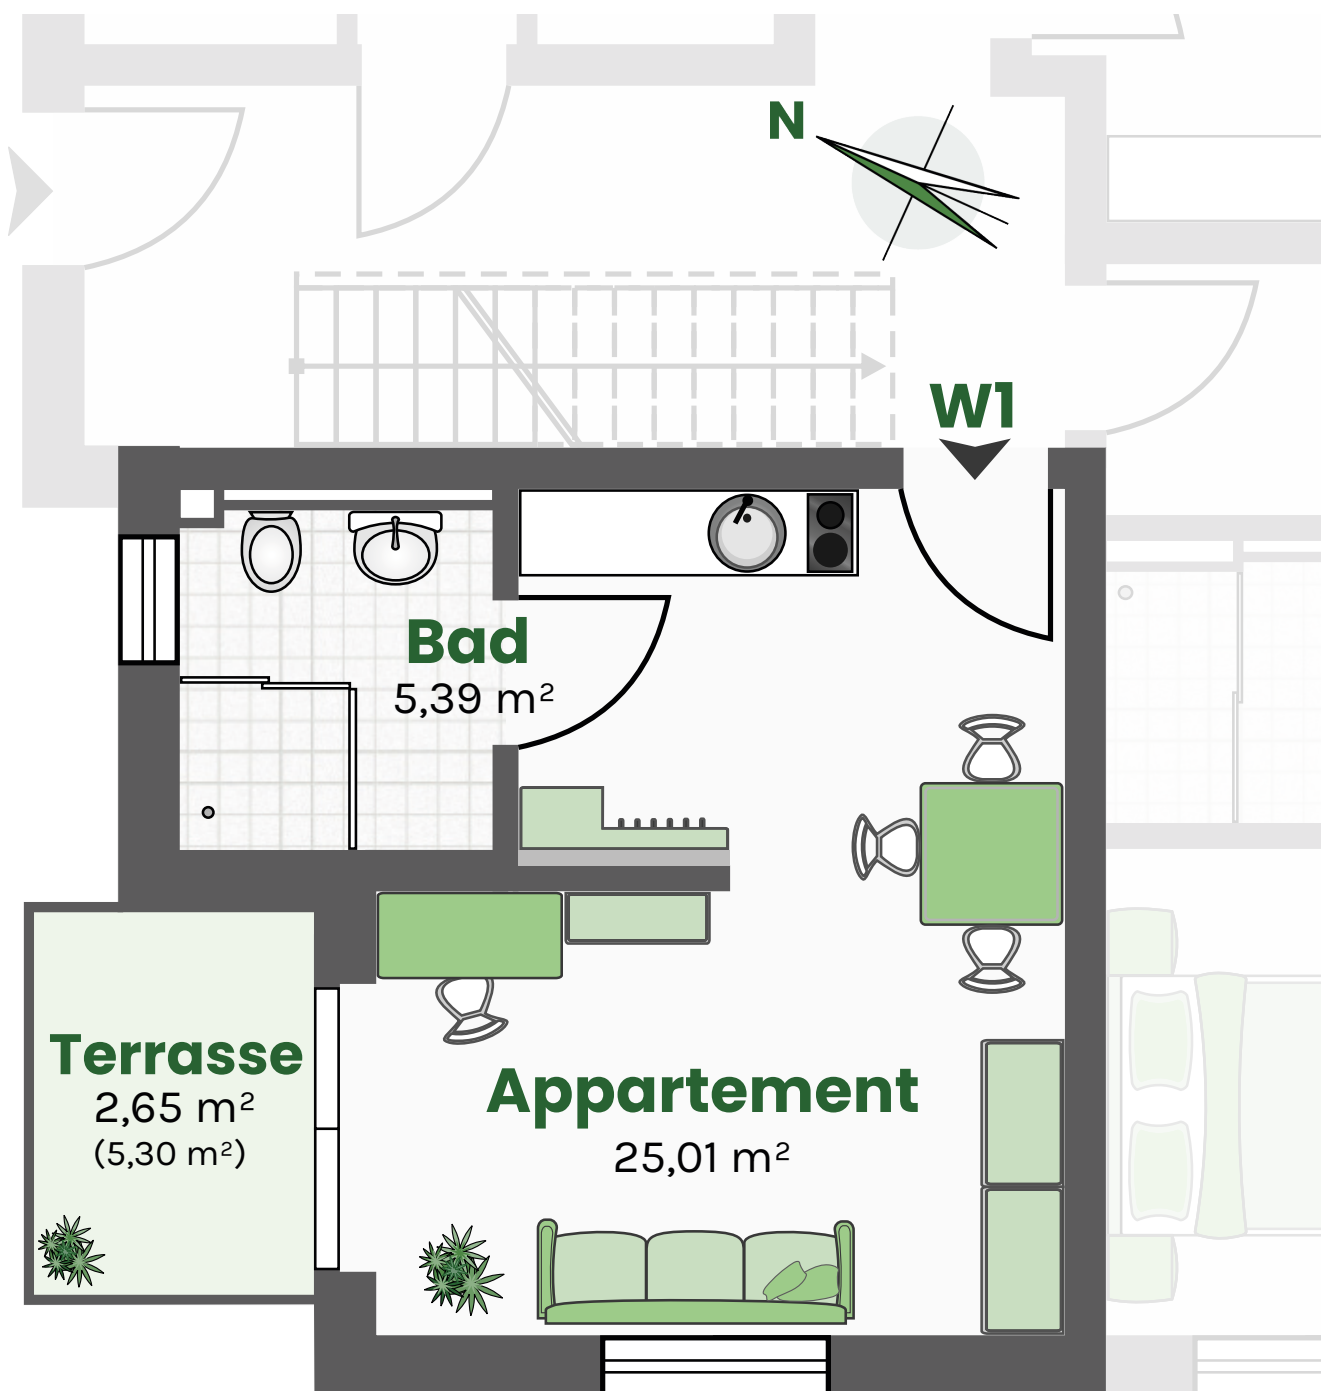 N
W1
Bad
5,39 m²
Terrasse
2,65 m²
(5,30 m²)
Appartement
25,01 m²